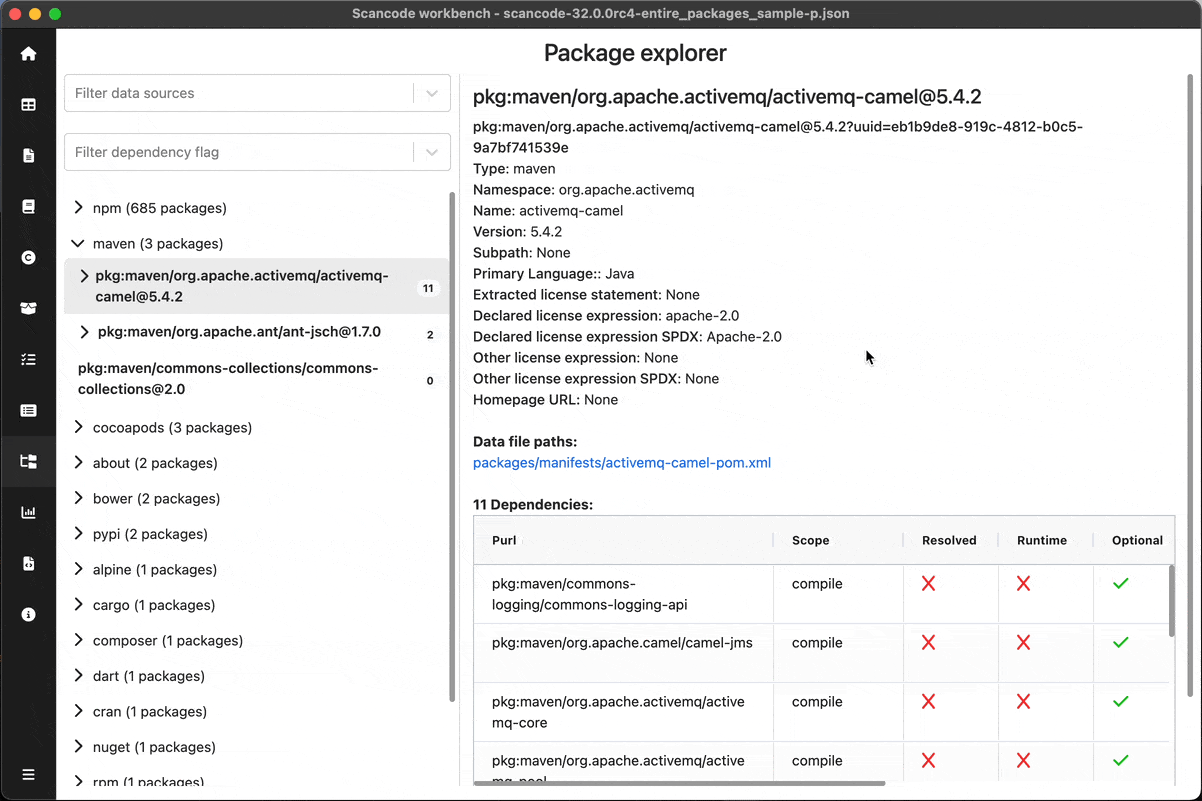 Scancode workbench - scancode-32.0.0rc4-entire_packages_sample-p.json
Package explorer
Filter data sources
Filter dependency flag
npm (685 packages)
maven (3 packages)
pkg:maven/org.apache.activemq/activemq-
camel@5.4.2
11
pkg:maven/org.apache.ant/ant-jsch@1.7.0
2
pkg:maven/commons-collections/commons-
collections@2.0
0
cocoapods (3 packages)
about (2 packages)
bower (2 packages)
pypi (2 packages)
alpine (1 packages)
cargo (1 packages)
composer (1 packages)
dart (1 packages)
cran (1 packages)
nuget (1 packages)
rpm (1 packages)
pkg:maven/org.apache.activemq/activemq-camel@5.4.2
pkg:maven/org.apache.activemq/activemq-camel@5.4.2?uuid=eb1b9de8-919c-4812-b0c5-
9a7bf741539e
Type: maven
Namespace: org.apache.activemq
Name: activemq-camel
Version: 5.4.2
Subpath: None
Primary Language:: Java
Extracted license statement: None
Declared license expression: apache-2.0
Declared license expression SPDX: Apache-2.0
Other license expression: None
Other license expression SPDX: None
Homepage URL: None
Data file paths:
packages/manifests/activemq-camel-pom.xml
11 Dependencies:
Purl Scope Resolved Runtime Optional
pkg:maven/commons-
logging/commons-logging-api
compile
pkg:maven/org.apache.camel/camel-jms compile
pkg:maven/org.apache.activemq/active
mq-core
compile
pkg:maven/org.apache.activemq/active
mq-pool
compile